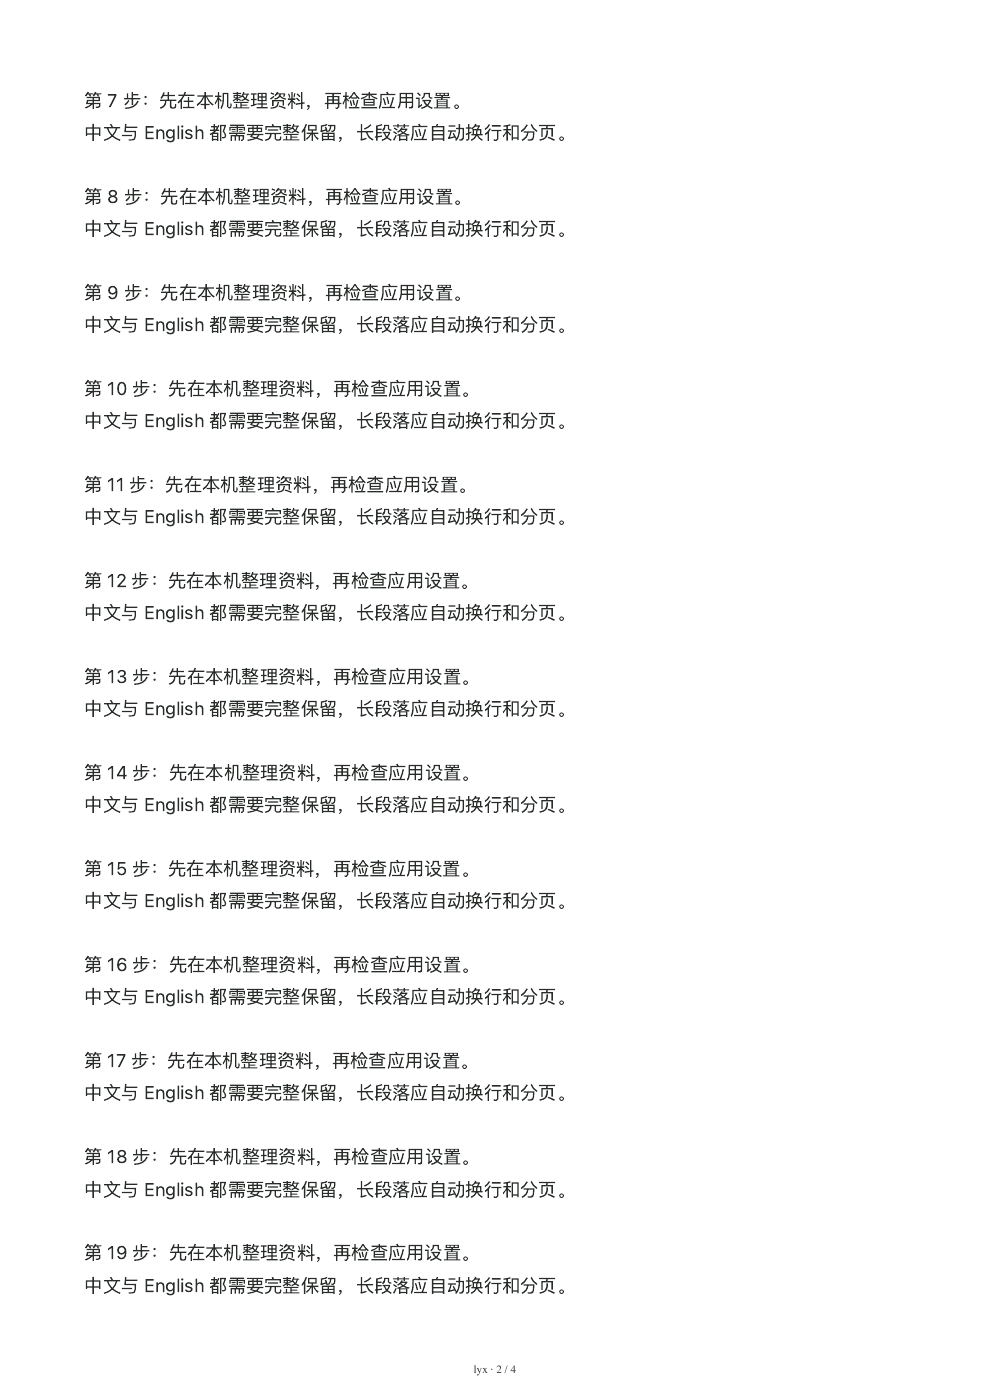 第 7 步：先在本机整理资料，再检查应用设置。
中文与 English 都需要完整保留，长段落应自动换行和分页。
第 8 步：先在本机整理资料，再检查应用设置。
中文与 English 都需要完整保留，长段落应自动换行和分页。
第 9 步：先在本机整理资料，再检查应用设置。
中文与 English 都需要完整保留，长段落应自动换行和分页。
第 10 步：先在本机整理资料，再检查应用设置。
中文与 English 都需要完整保留，长段落应自动换行和分页。
第 11 步：先在本机整理资料，再检查应用设置。
中文与 English 都需要完整保留，长段落应自动换行和分页。
第 12 步：先在本机整理资料，再检查应用设置。
中文与 English 都需要完整保留，长段落应自动换行和分页。
第 13 步：先在本机整理资料，再检查应用设置。
中文与 English 都需要完整保留，长段落应自动换行和分页。
第 14 步：先在本机整理资料，再检查应用设置。
中文与 English 都需要完整保留，长段落应自动换行和分页。
第 15 步：先在本机整理资料，再检查应用设置。
中文与 English 都需要完整保留，长段落应自动换行和分页。
第 16 步：先在本机整理资料，再检查应用设置。
中文与 English 都需要完整保留，长段落应自动换行和分页。
第 17 步：先在本机整理资料，再检查应用设置。
中文与 English 都需要完整保留，长段落应自动换行和分页。
第 18 步：先在本机整理资料，再检查应用设置。
中文与 English 都需要完整保留，长段落应自动换行和分页。
第 19 步：先在本机整理资料，再检查应用设置。
中文与 English 都需要完整保留，长段落应自动换行和分页。
lyx · 2 / 4